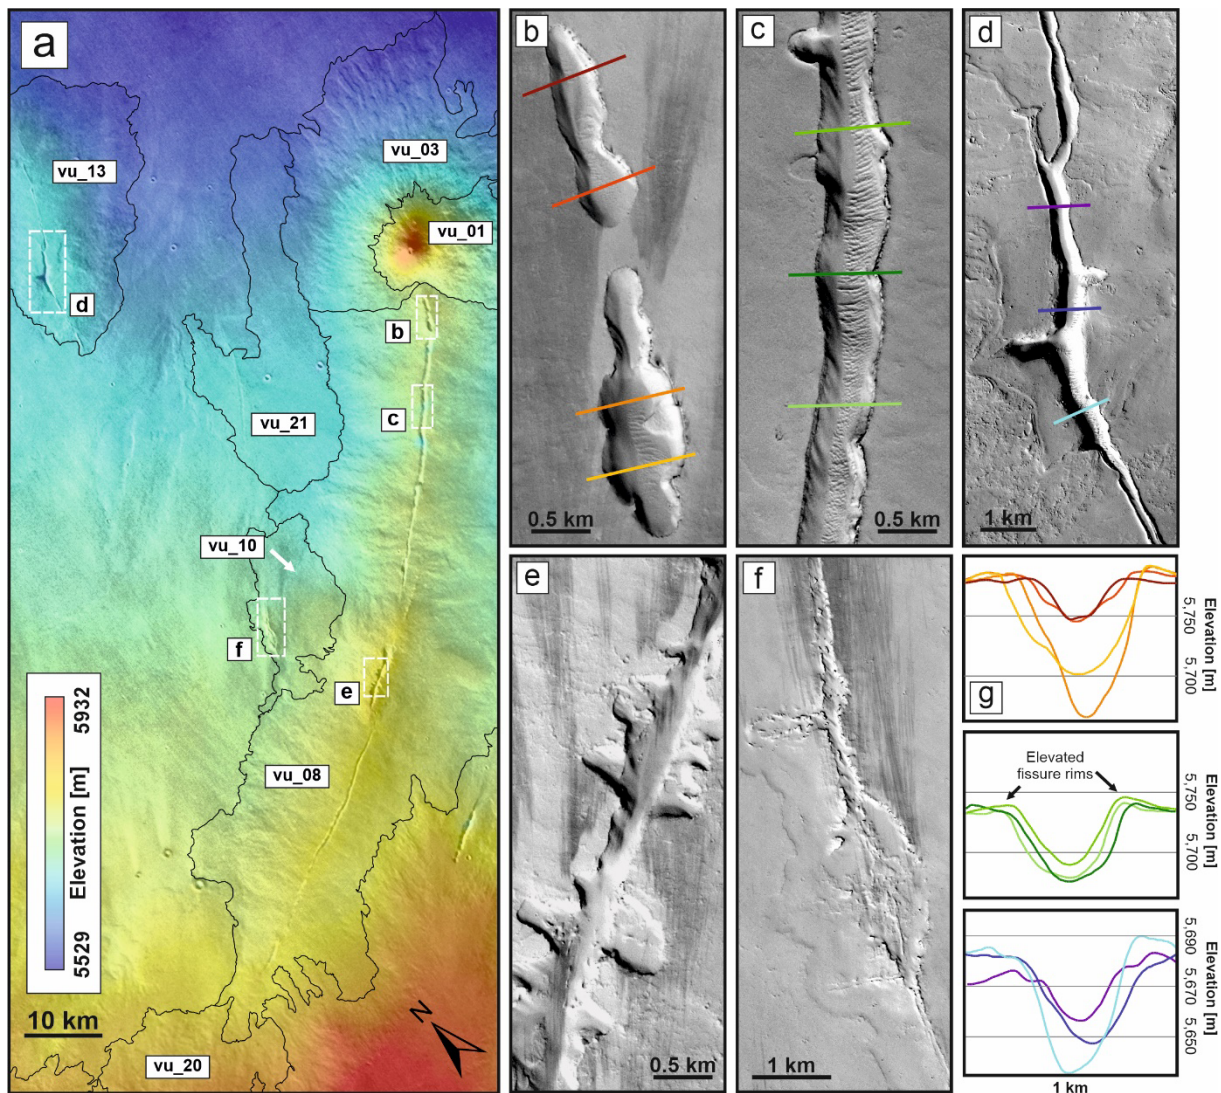 a
vu_13
vu_03
vu_01
d
b
c
vu_21
vu_10
f
e
vu_08
5529 Elevation [m] 5932
10 km
N
vu_20
b
0.5 km
c
0.5 km
d
1 km
e
0.5 km
f
1 km
g
5,750
5,700
Elevation [m]
Elevated
fissure rims
5,750
5,700
Elevation [m]
5,690
5,670
5,650
Elevation [m]
1 km